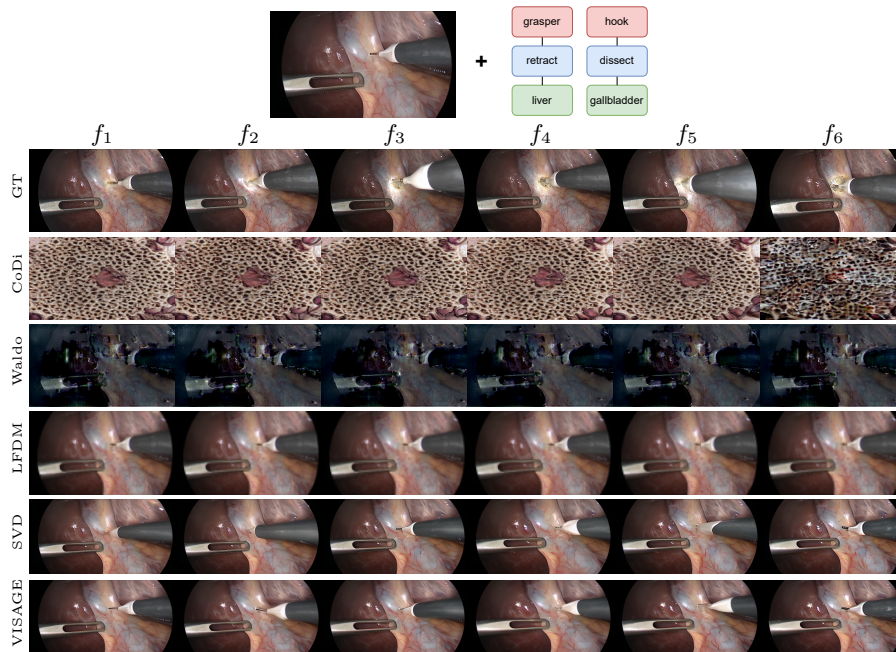 grasper hook
+
retract dissect
liver gallbladder
f1 f2 f3 f4 f5 f6
GT
CoDi
Waldo
LFDM
SVD
VISAGE